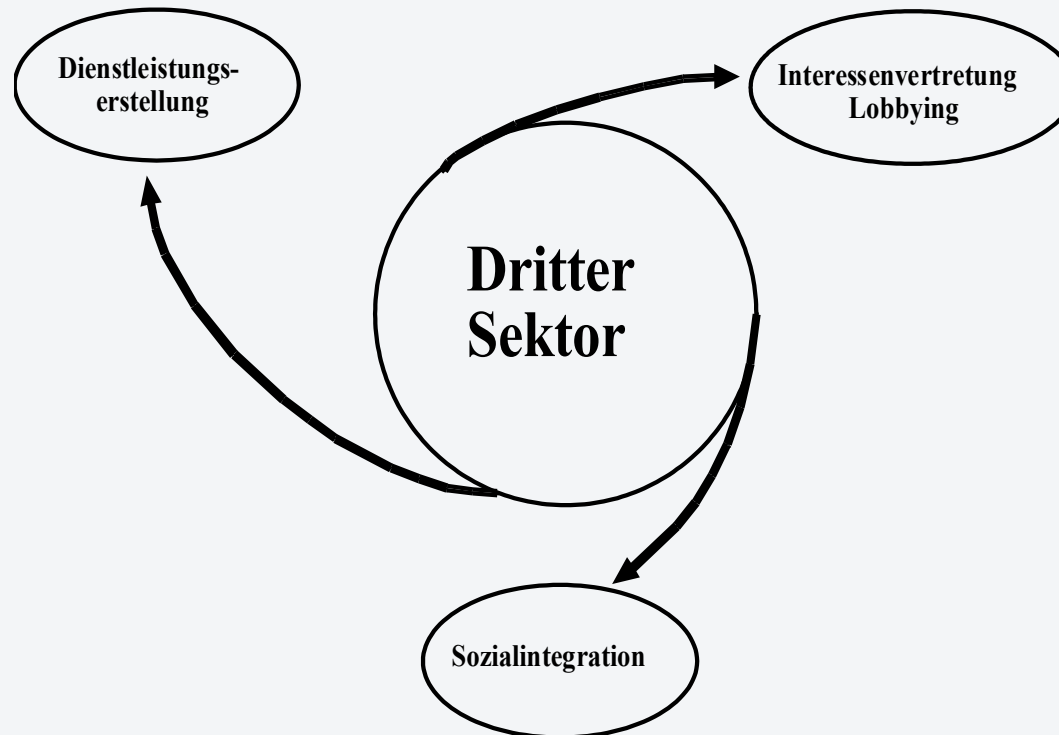 Dienstleistungs-
erstellung
Interessenvertretung
Lobbying
Dritter
Sektor
Sozialintegration